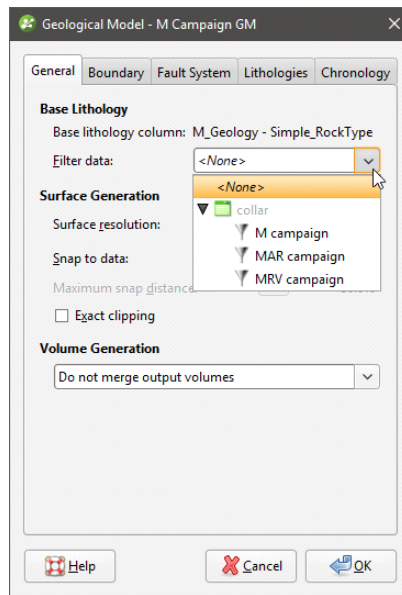 Geological Model - M Campaign GM
General Boundary Fault System Lithologies Chronology
Base Lithology
Base lithology column: M_Geology - Simple_RockType
Filter data: <None>
<None>
Surface Generation
collar
Surface resolution:
M campaign
MAR campaign
Snap to data:
MRV campaign
Maximum snap distance
Exact clipping
Volume Generation
Do not merge output volumes
Help Cancel OK